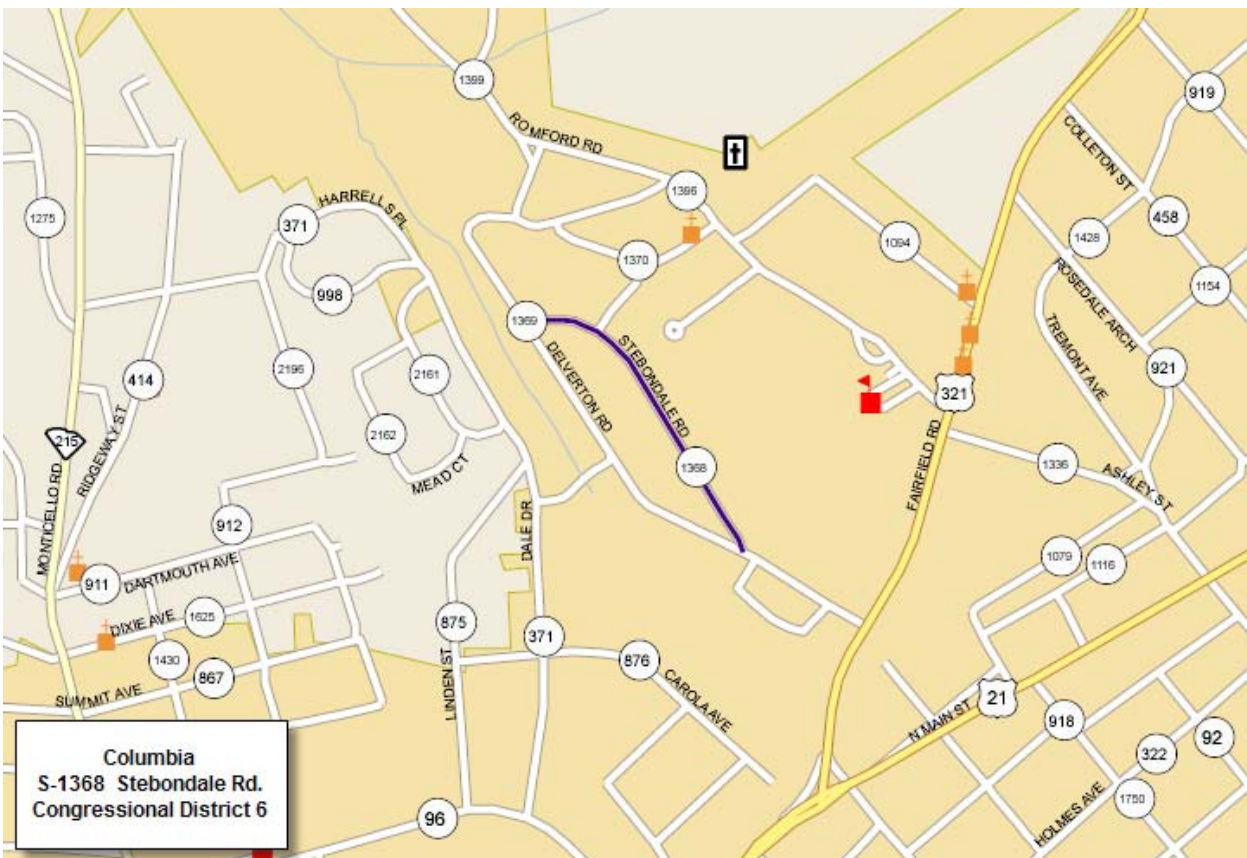 919
1399
COLLETON ST
ROMFORD RD
1396
HARRELLS PL
458
1275
371
1428
1094
1370
ROSEDALE ARCH
1154
998
1369
STEBONDALE RD
TREMONT AVE
DELVERTON RD
2196
2161
414
921
321
215
RIDGEWAY ST
2162
FAIRFIELD RD
MEAD CT
1368
1336
ASHLEY ST
MONTICELLO RD
912
DALE DR
1079
1116
911
DARTMOUTH AVE
DIXIE AVE
1625
875
371
1430
867
876
LINDEN ST
CAROLA AVE
SUMMIT AVE
21
N MAIN ST
918
92
322
1750
HOLMES AVE
96
Columbia
S-1368 Stebondale Rd.
Congressional District 6